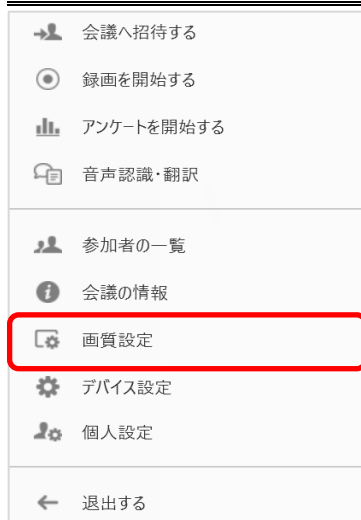 会議へ招待する
録画を開始する
アンケートを開始する
音声認識・翻訳
参加者の一覧
会議の情報
画質設定
デバイス設定
個人設定
退出する